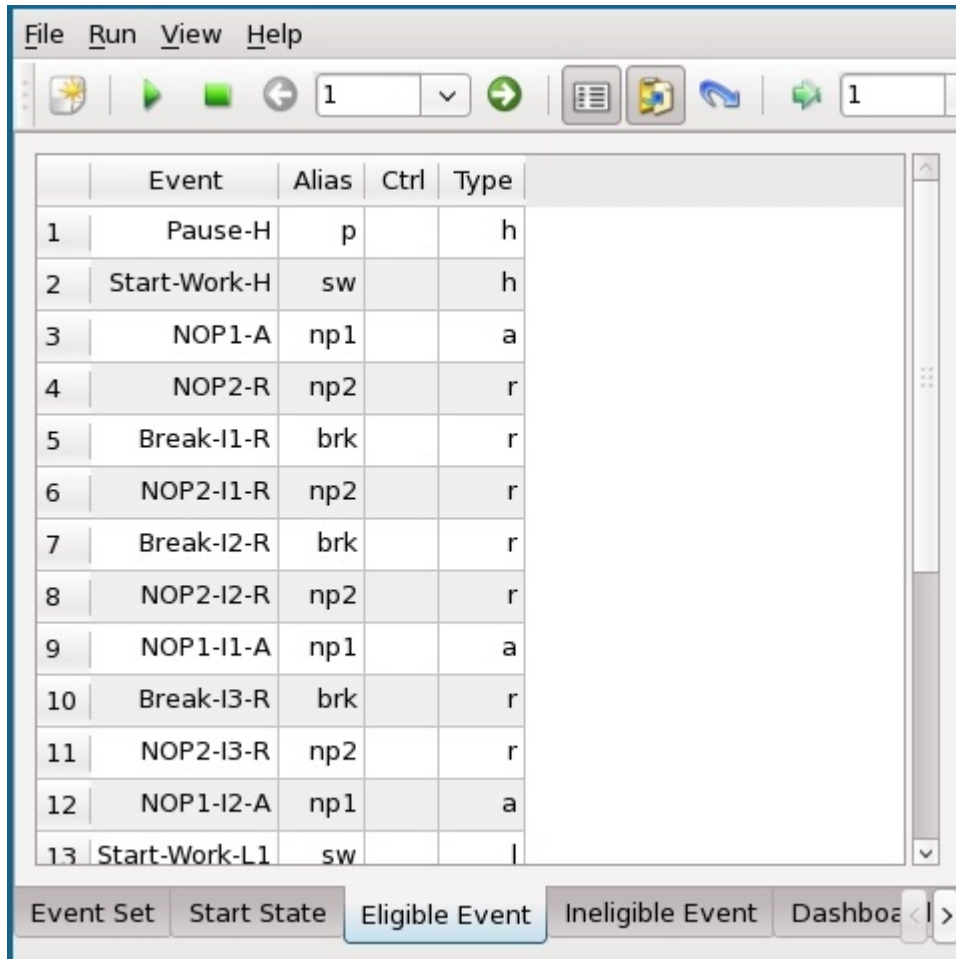 File Run View Help
1 1
Event Alias Ctrl Type
1 Pause-H p h
2 Start-Work-H sw h
3 NOP1-A np1 a
4 NOP2-R np2 r
5 Break-I1-R brk r
6 NOP2-I1-R np2 r
7 Break-I2-R brk r
8 NOP2-I2-R np2 r
9 NOP1-I1-A np1 a
10 Break-I3-R brk r
11 NOP2-I3-R np2 r
12 NOP1-I2-A np1 a
13 Start-Work-L1 sw l
Event Set Start State Eligible Event Ineligible Event